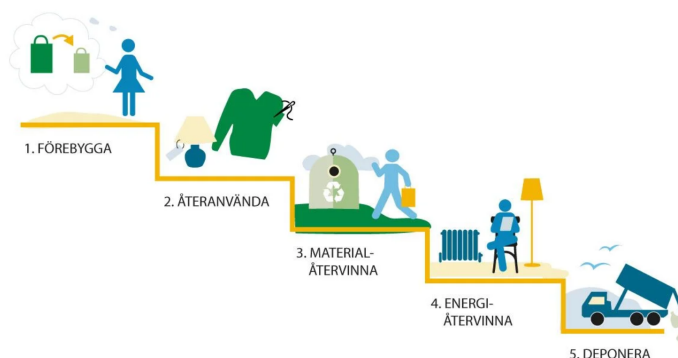 1. FÖREBYGGA
2. ÅTERANVÄNDA
3. MATERIAL-
ÅTERVINNA
4. ENERGI-
ÅTERVINNA
5. DEPONERA